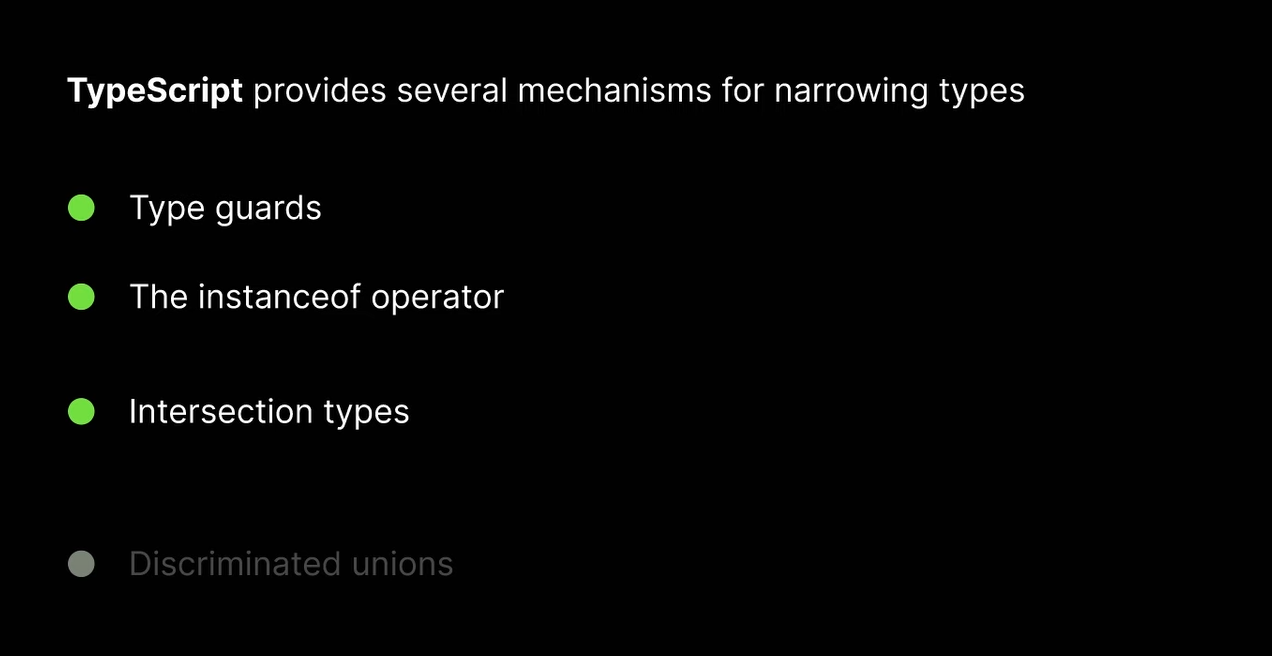 TypeScript provides several mechanisms for narrowing types
Type guards
The instanceof operator
Intersection types
Discriminated unions